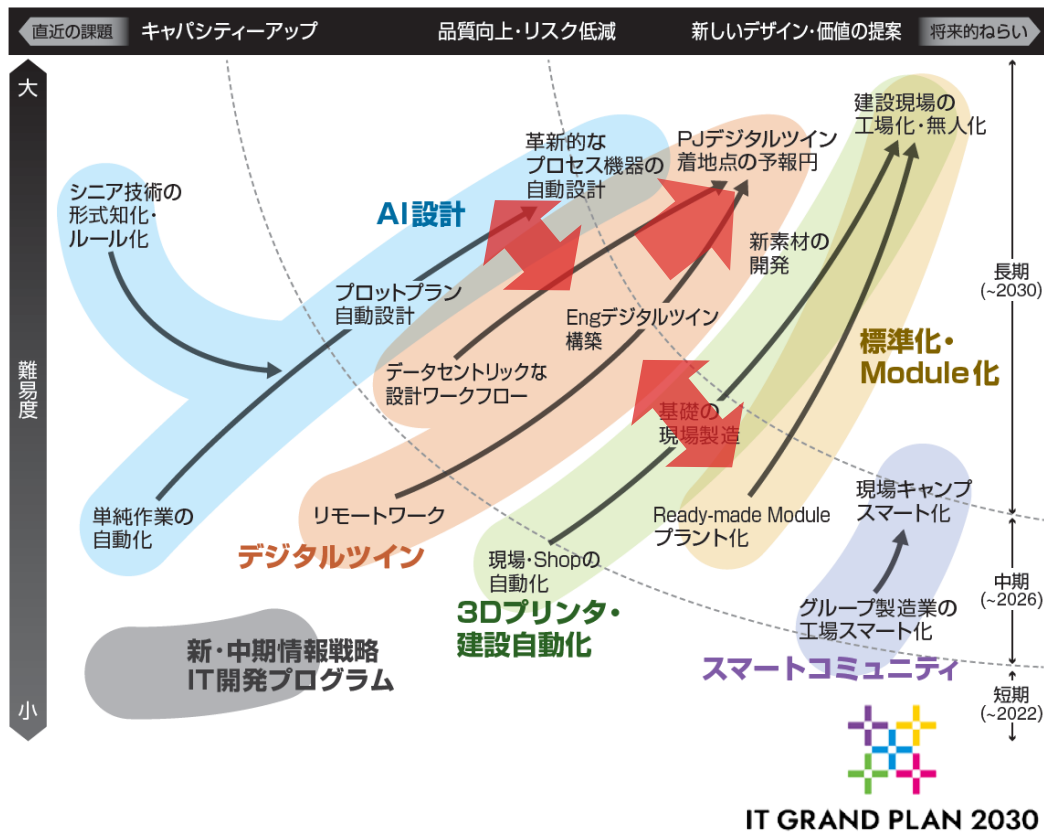 直近の課題
キャパシティーアップ
品質向上・リスク低減
新しいデザイン・価値の提案
将来的ねらい
大
難易度
小
シニア技術の
形式知化・
ルール化
AI設計
革新的な
プロセス機器の
自動設計
PJデジタルツイン
着地点の予報円
建設現場の
工場化・無人化
プロットプラン
自動設計
新素材の
開発
Engデジタルツイン
構築
データセントリックな
設計ワークフロー
標準化・
Module化
基礎の
現場製造
単純作業の
自動化
リモートワーク
デジタルツイン
現場・Shopの
自動化
3Dプリンタ・
建設自動化
Ready-made Module
プラント化
現場キャンプ
スマート化
グループ製造業の
工場スマート化
スマートコミュニティ
新・中期情報戦略
IT開発プログラム
長期
(~2030)
中期
(~2026)
短期
(~2022)
IT GRAND PLAN 2030